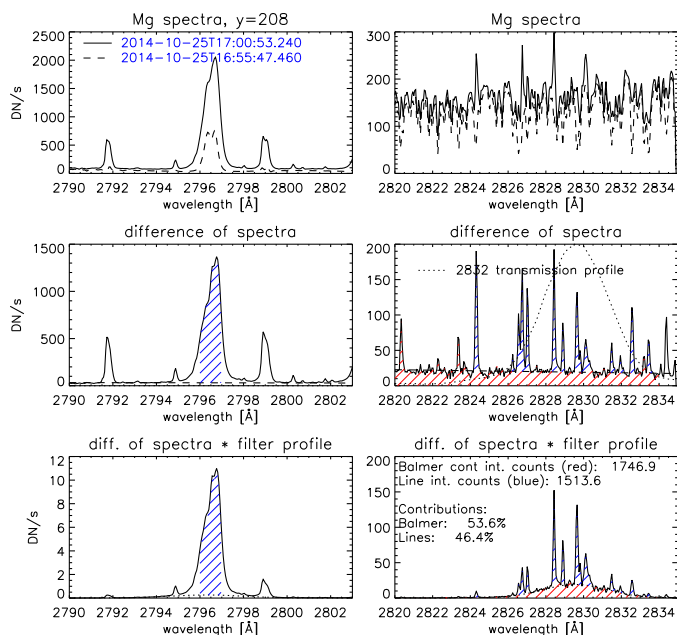 Mg spectra, y=208
2500
2000
1500
1000
500
0
DN/s
2014-10-25T17:00:53.240
2014-10-25T16:55:47.460
2790 2792 2794 2796 2798 2800 2802
wavelength [Å]
Mg spectra
300
200
100
0
2820 2822 2824 2826 2828 2830 2832 2834
wavelength [Å]
difference of spectra
1500
1000
500
0
DN/s
2790 2792 2794 2796 2798 2800 2802
wavelength [Å]
difference of spectra
200
150
100
50
0
2832 transmission profile
2820 2822 2824 2826 2828 2830 2832 2834
wavelength [Å]
diff. of spectra * filter profile
12
10
8
6
4
2
0
DN/s
2790 2792 2794 2796 2798 2800 2802
wavelength [Å]
diff. of spectra * filter profile
200
150
100
50
0
Balmer cont int. counts (red): 1746.9
Line int. counts (blue): 1513.6
Contributions:
Balmer: 53.6%
Lines: 46.4%
2820 2822 2824 2826 2828 2830 2832 2834
wavelength [Å]